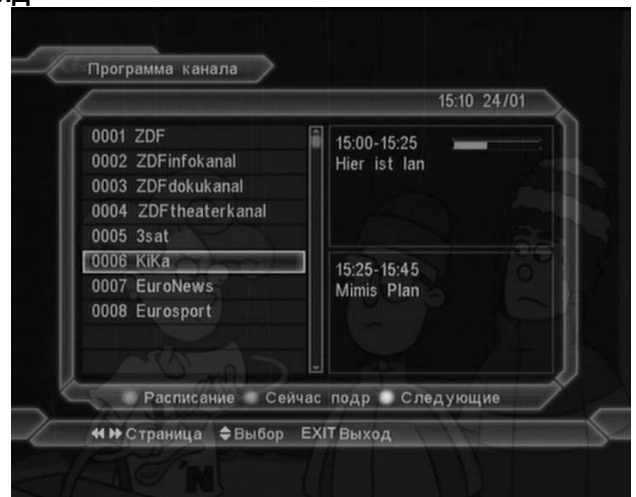 Программа канала
15:10 24/01
0001 ZDF
0002 ZDFinfokanal
0003 ZDFdokukanal
0004 ZDFtheaterkanal
0005 3sat
0006 KiKa
0007 EuroNews
0008 Eurosport
15:00-15:25
Hier ist Ian
15:25-15:45
Mimis Plan
Расписание Сейчас подр Следующие
Страница Выбор EXIT Выход
'N